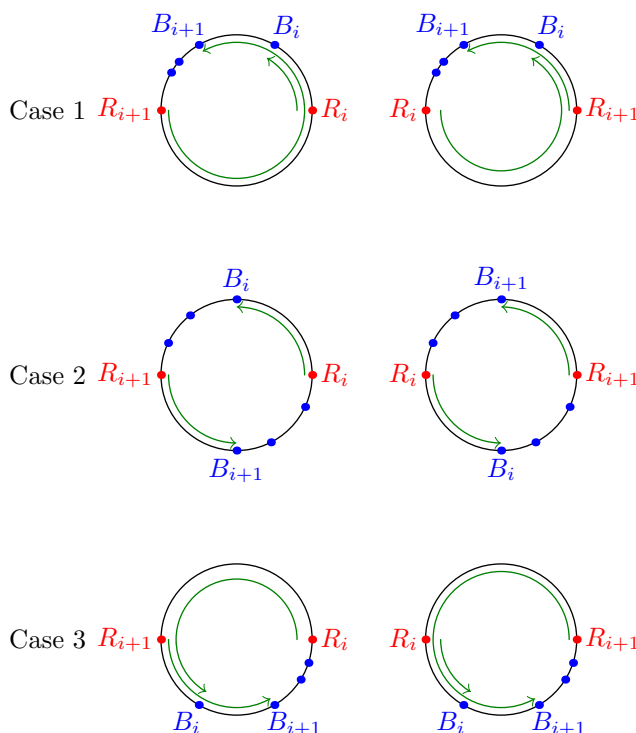 B_{i+1} B_i B_{i+1} B_i
Case 1 R_{i+1} R_i R_i R_{i+1}
B_i B_{i+1}
Case 2 R_{i+1} R_i R_i R_{i+1}
B_{i+1} B_i
Case 3 R_{i+1} R_i R_i R_{i+1}
B_i B_{i+1} B_i B_{i+1}